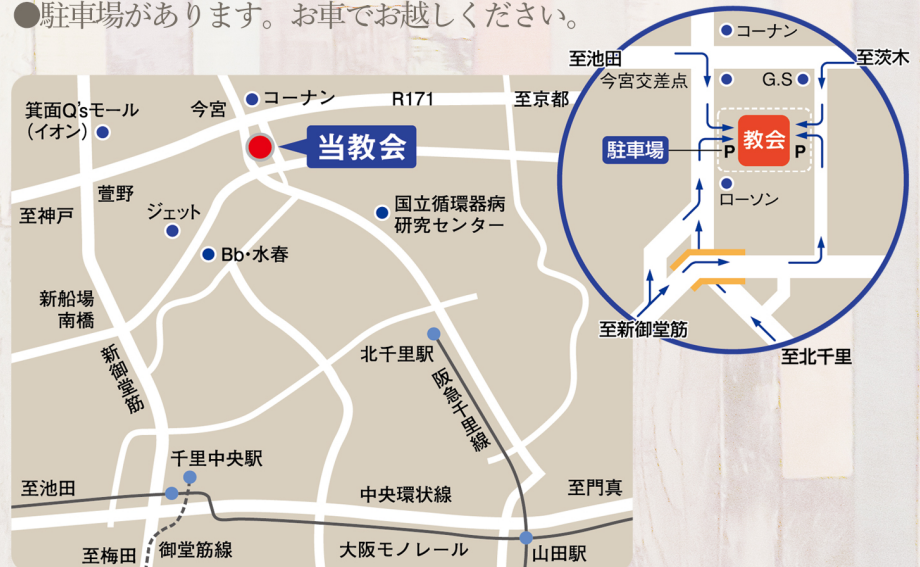 ●駐車場があります。お車でお越しください。
箕面Q'sモール
(イオン)
今宮
コーナン
R171
至京都
当教会
萱野
至神戸
ジェット
国立循環器病
研究センター
Bb・水春
新船場
南橋
新御堂筋
北千里駅
阪急千里線
千里中央駅
至池田
中央環状線
至門真
至梅田
御堂筋線
大阪モノレール
山田駅
コーナン
至池田
至茨木
今宮交差点
G.S
駐車場
教会
P
P
ローソン
至新御堂筋
至北千里